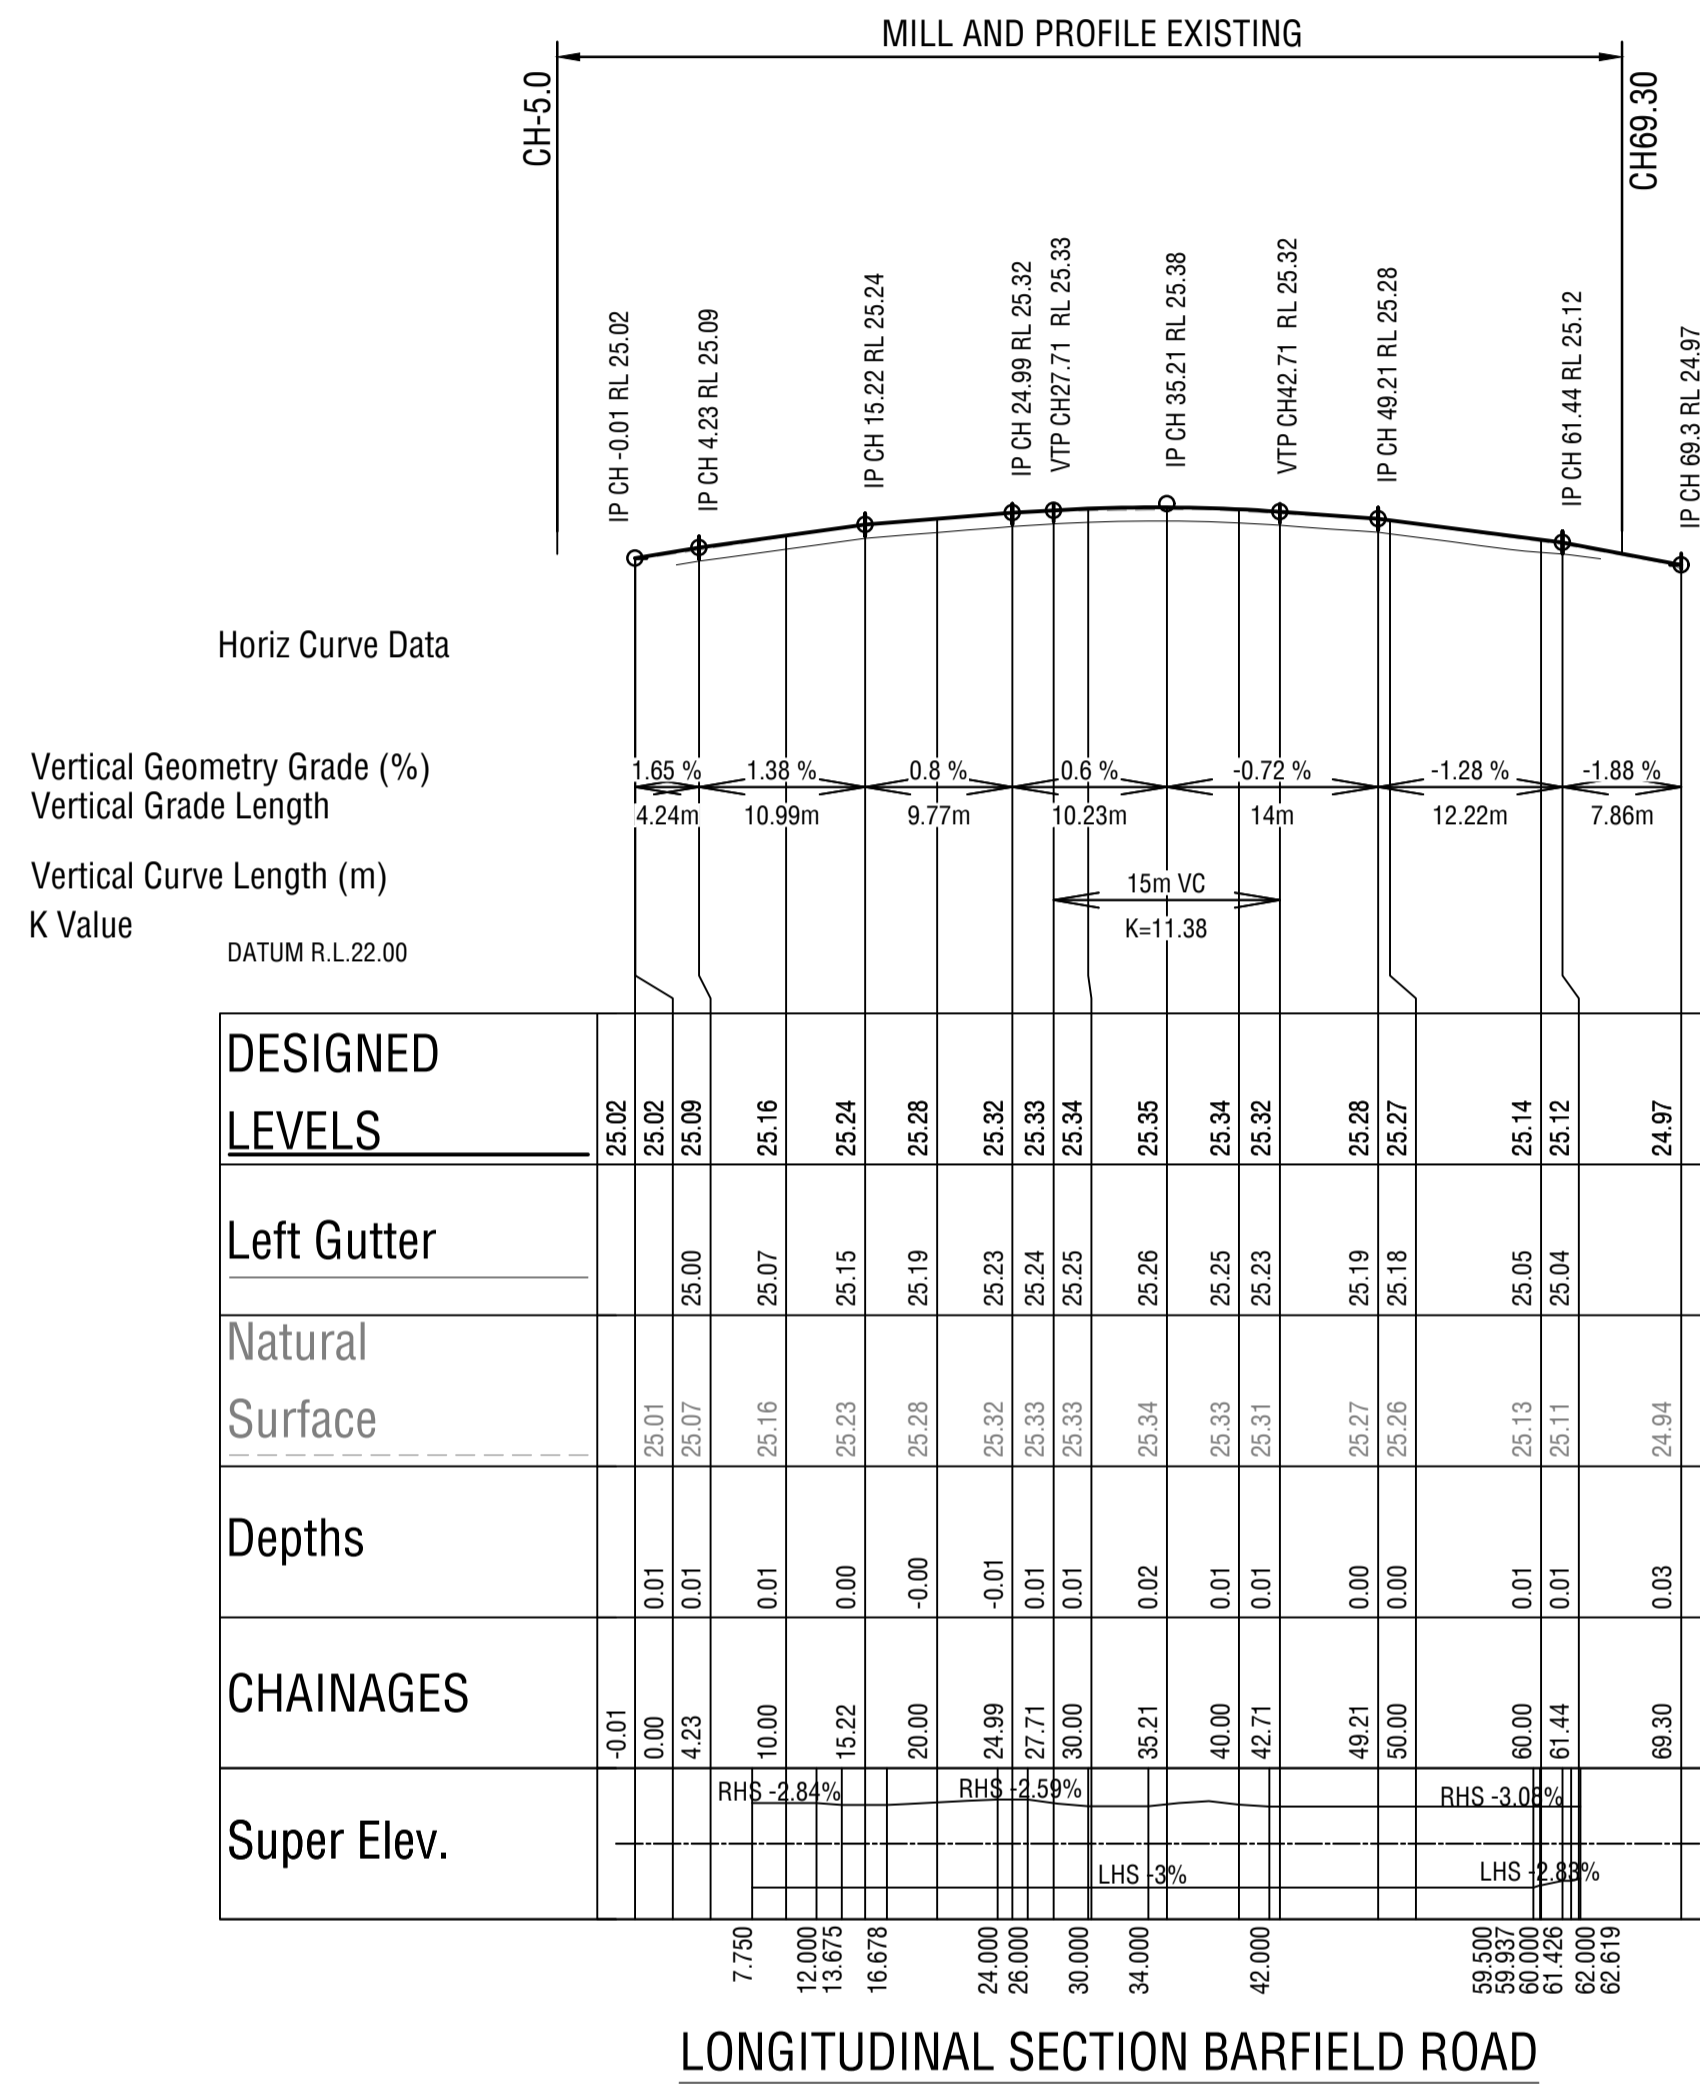 MILL AND PROFILE EXISTING
CH-5.0
CH69.30
IP CH -0.01 RL 25.02
IP CH 4.23 RL 25.09
IP CH 15.22 RL 25.24
IP CH 24.99 RL 25.32
VTP CH27.71 RL 25.33
IP CH 35.21 RL 25.38
VTP CH42.71 RL 25.32
IP CH 49.21 RL 25.28
IP CH 61.44 RL 25.12
IP CH 69.3 RL 24.97
Horiz Curve Data
Vertical Geometry Grade (%) 1.65 % 1.38 % 0.8 % 0.6 % -0.72 % -1.28 % -1.88 %
Vertical Grade Length 4.24m 10.99m 9.77m 10.23m 14m 12.22m 7.86m
Vertical Curve Length (m) 15m VC
K Value K=11.38
DATUM R.L.22.00
DESIGNED
LEVELS 25.02 25.02 25.09 25.16 25.24 25.28 25.32 25.33 25.34 25.35 25.34 25.32 25.28 25.27 25.14 25.12 24.97
Left Gutter 25.00 25.07 25.15 25.19 25.23 25.24 25.25 25.26 25.25 25.23 25.19 25.18 25.05 25.04
Natural
Surface 25.01 25.07 25.16 25.23 25.28 25.32 25.33 25.33 25.34 25.33 25.31 25.27 25.26 25.13 25.11 24.94
Depths 0.01 0.01 0.01 0.00 -0.00 -0.01 0.01 0.01 0.02 0.01 0.01 0.00 0.00 0.01 0.01 0.03
CHAINAGES -0.01 0.00 4.23 10.00 15.22 20.00 24.99 27.71 30.00 35.21 40.00 42.71 49.21 50.00 60.00 61.44 69.30
RHS -2.84% RHS -2.59% RHS -3.08%
Super Elev.
LHS -3% LHS -2.83%
7.750 12.000 13.675 16.678 24.000 26.000 30.000 34.000 42.000 59.500 59.937 60.000 61.426 62.000 62.619
LONGITUDINAL SECTION BARFIELD ROAD